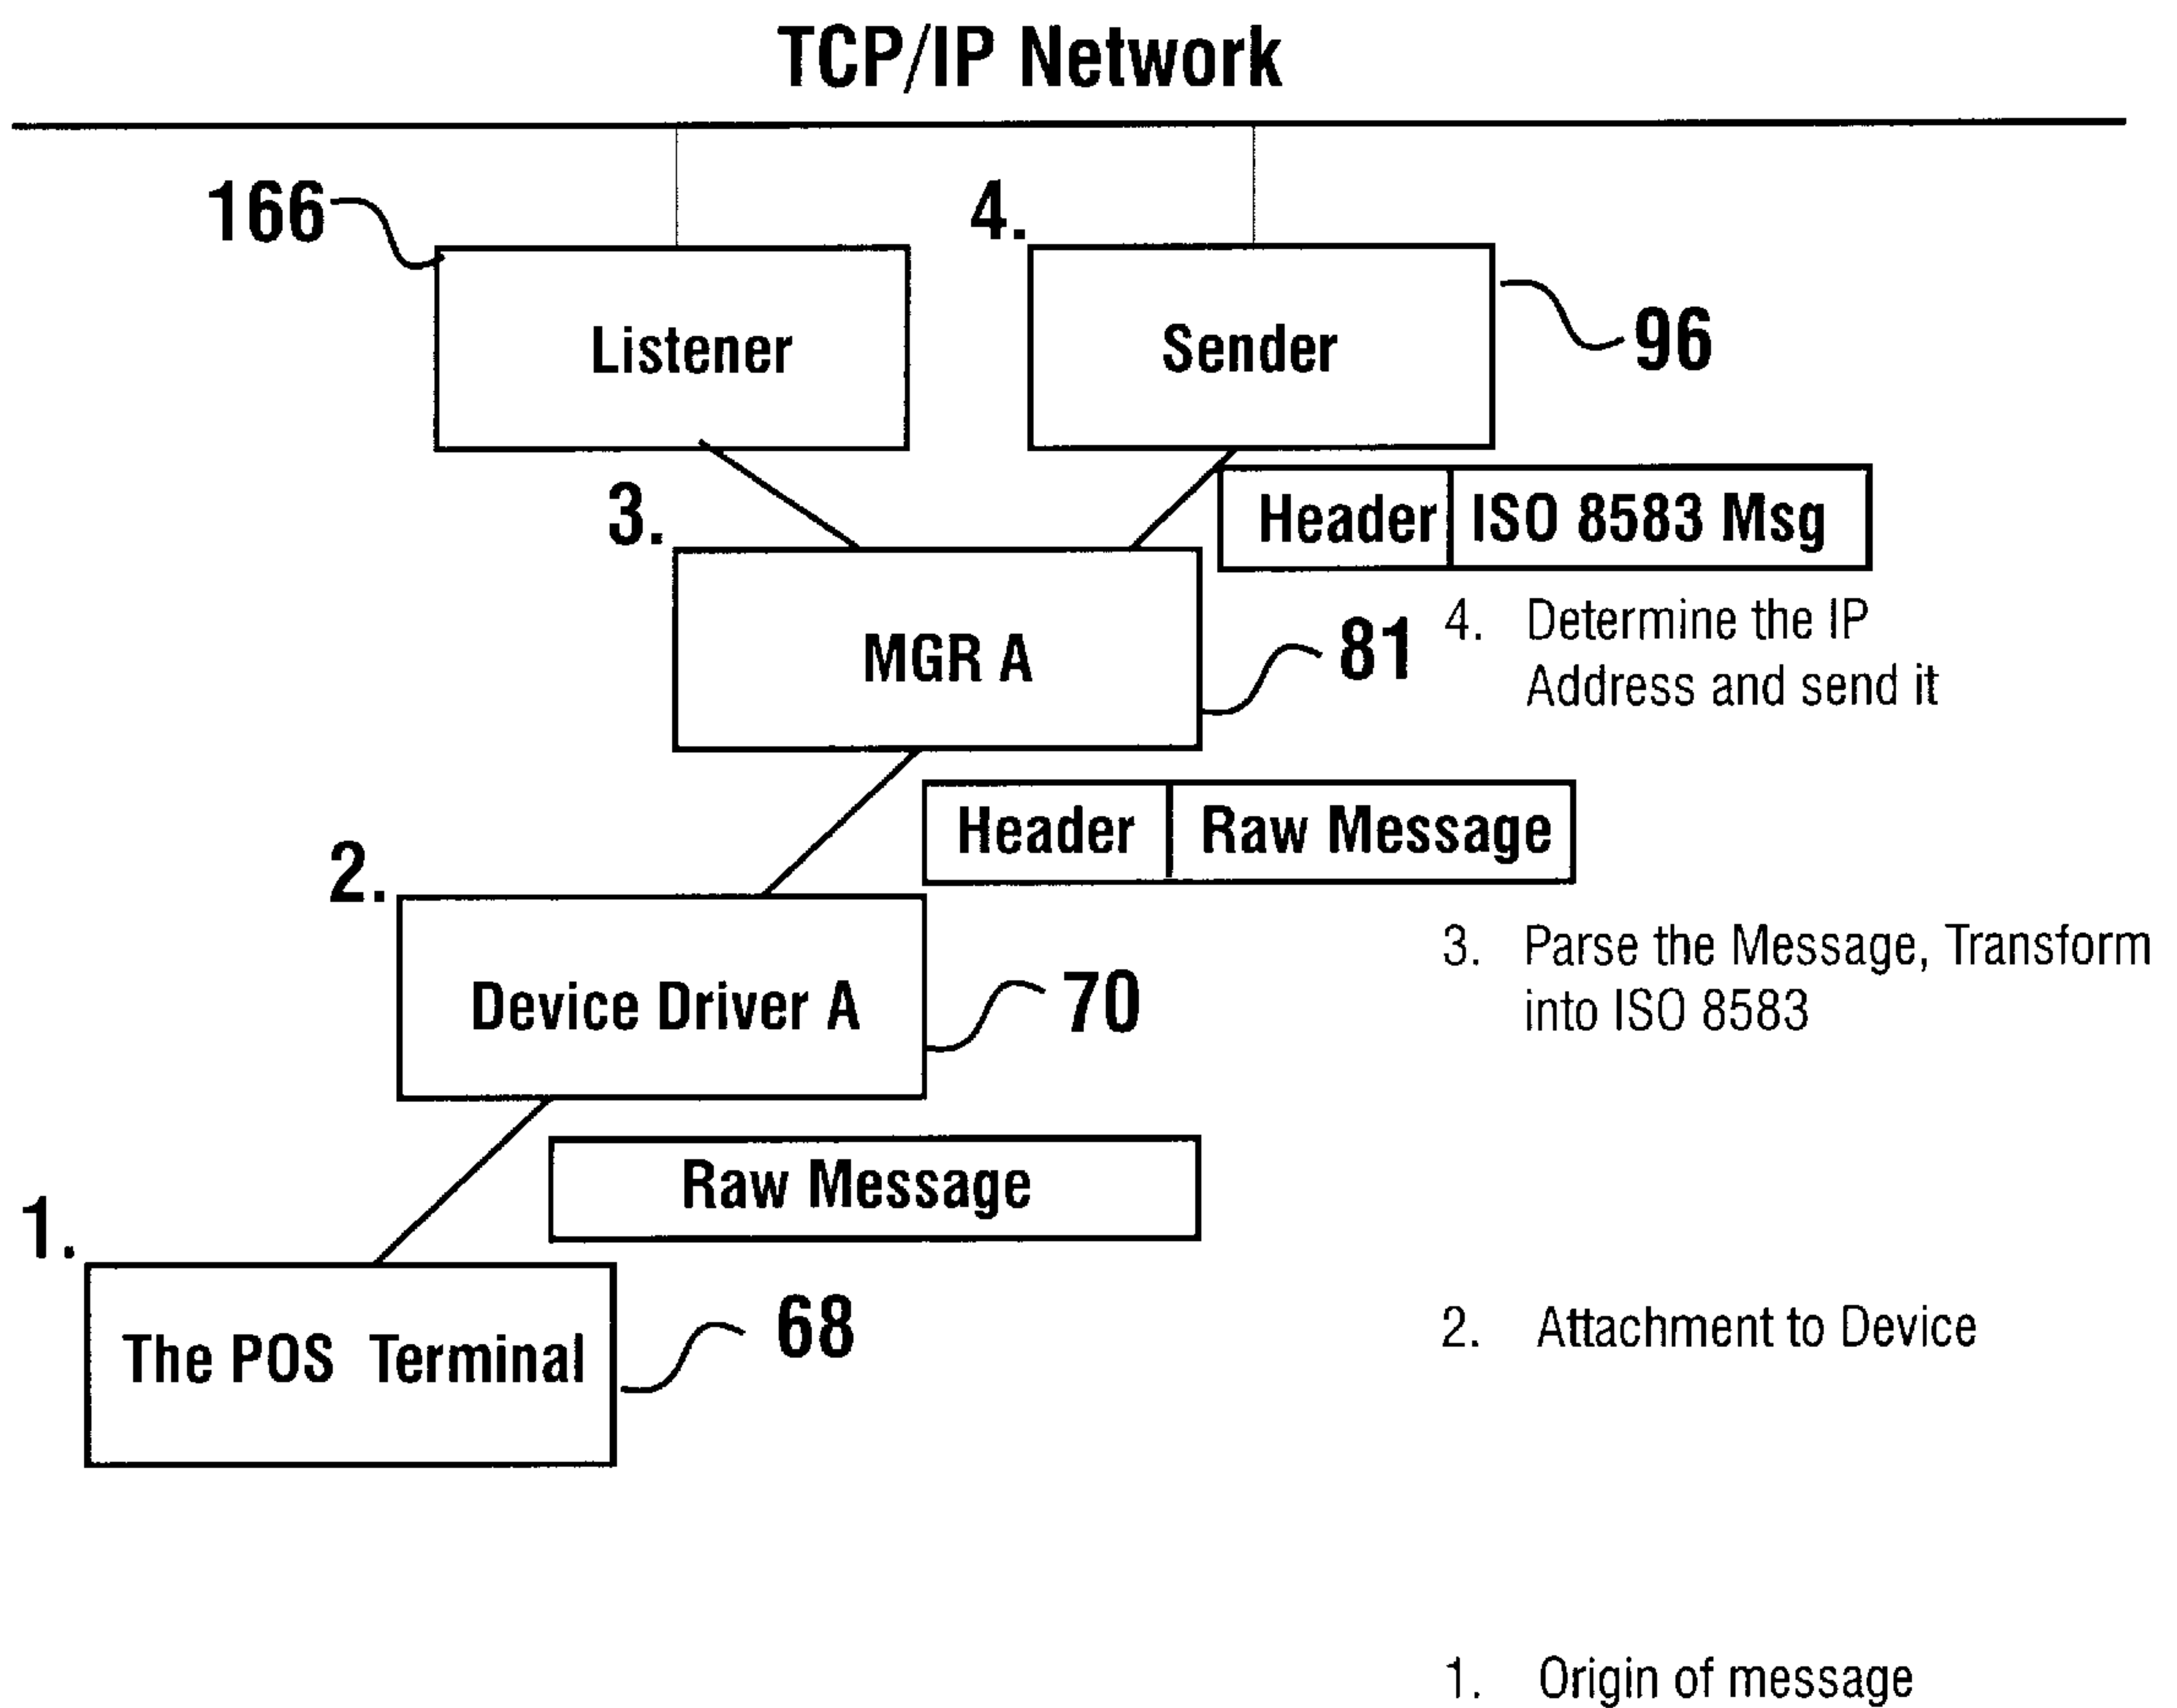 TCP/IP Network
166
4.
Listener
Sender
96
3.
Header ISO 8583 Msg
MGR A
81
4. Determine the IP
Address and send it
Header Raw Message
2.
Device Driver A
70
3. Parse the Message, Transform
into ISO 8583
Raw Message
1.
The POS Terminal
68
2. Attachment to Device
1. Origin of message